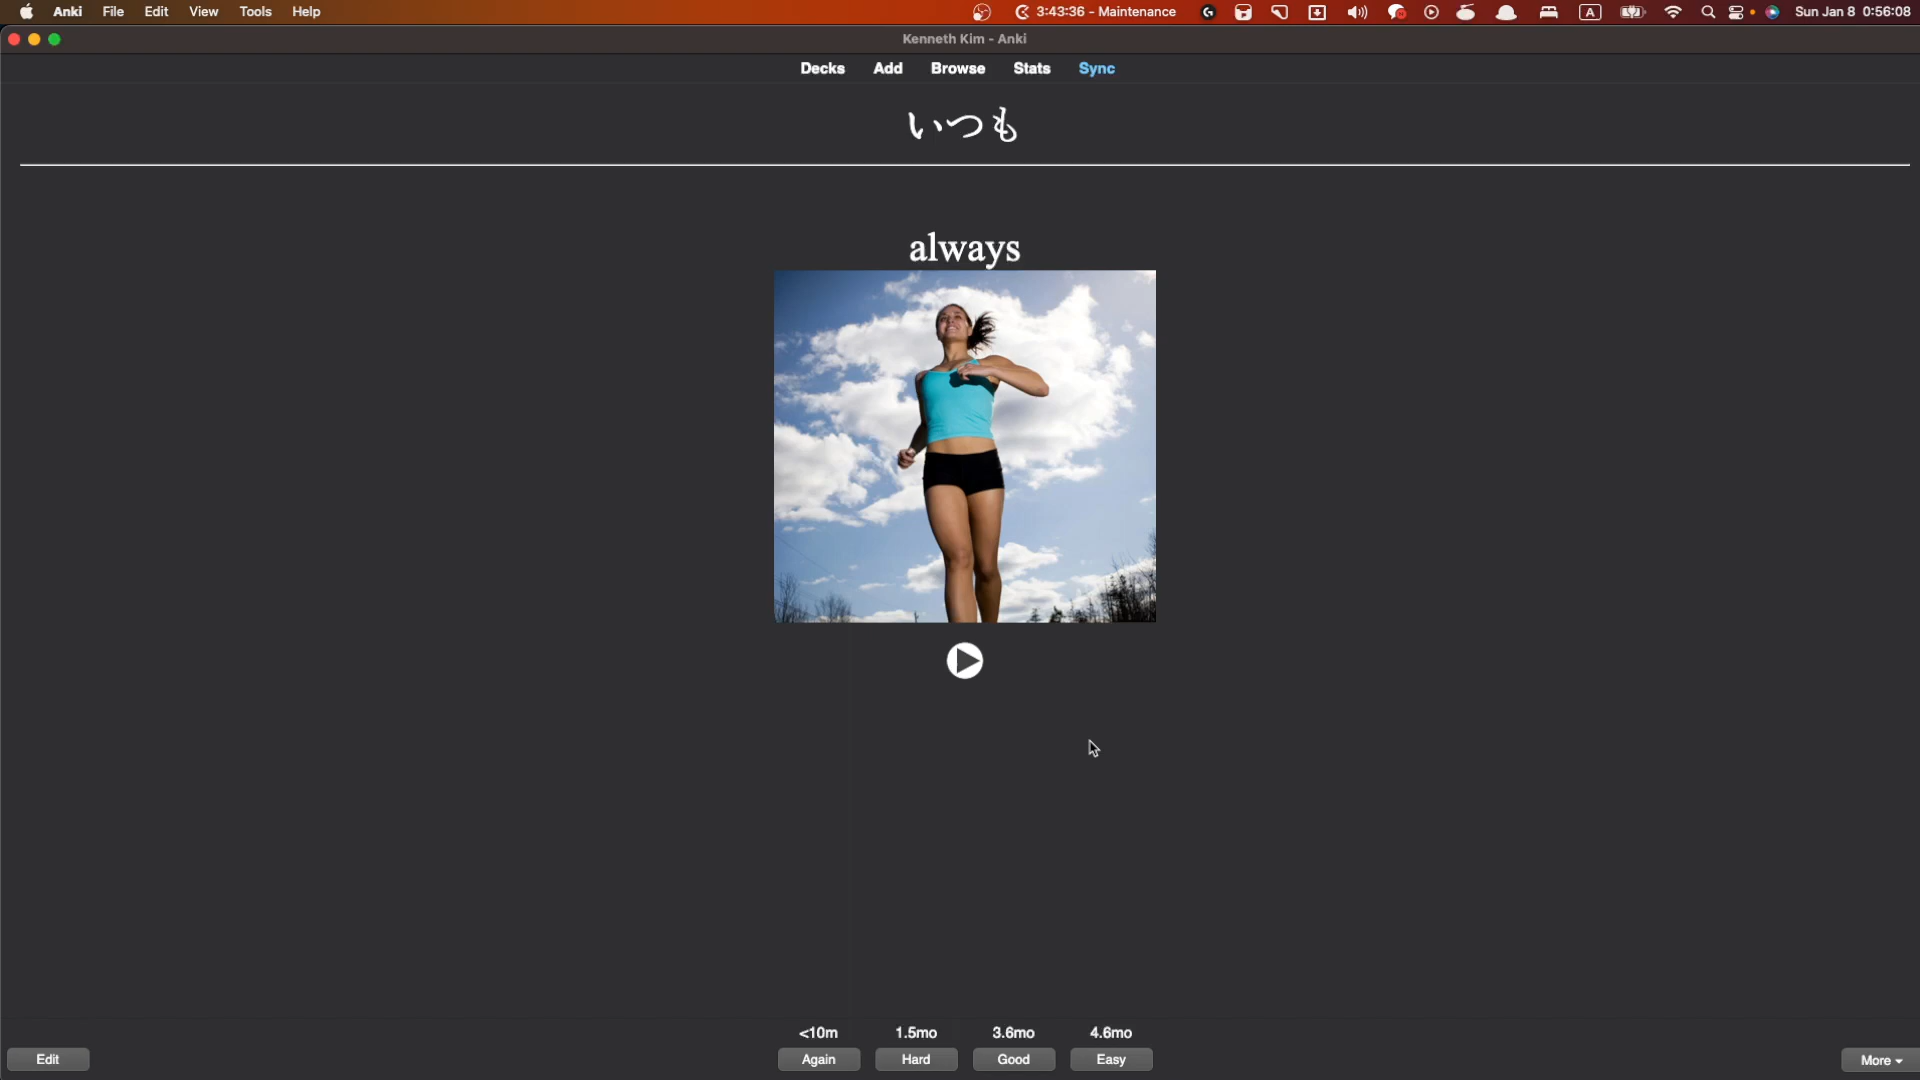 Anki File Edit View Tools Help 3:43:36 - Maintenance A Sun Jan 8 0:56:08
Kenneth Kim - Anki
Decks Add Browse Stats Sync
いつも
always
<10m 1.5mo 3.6mo 4.6mo
Edit Again Hard Good Easy More